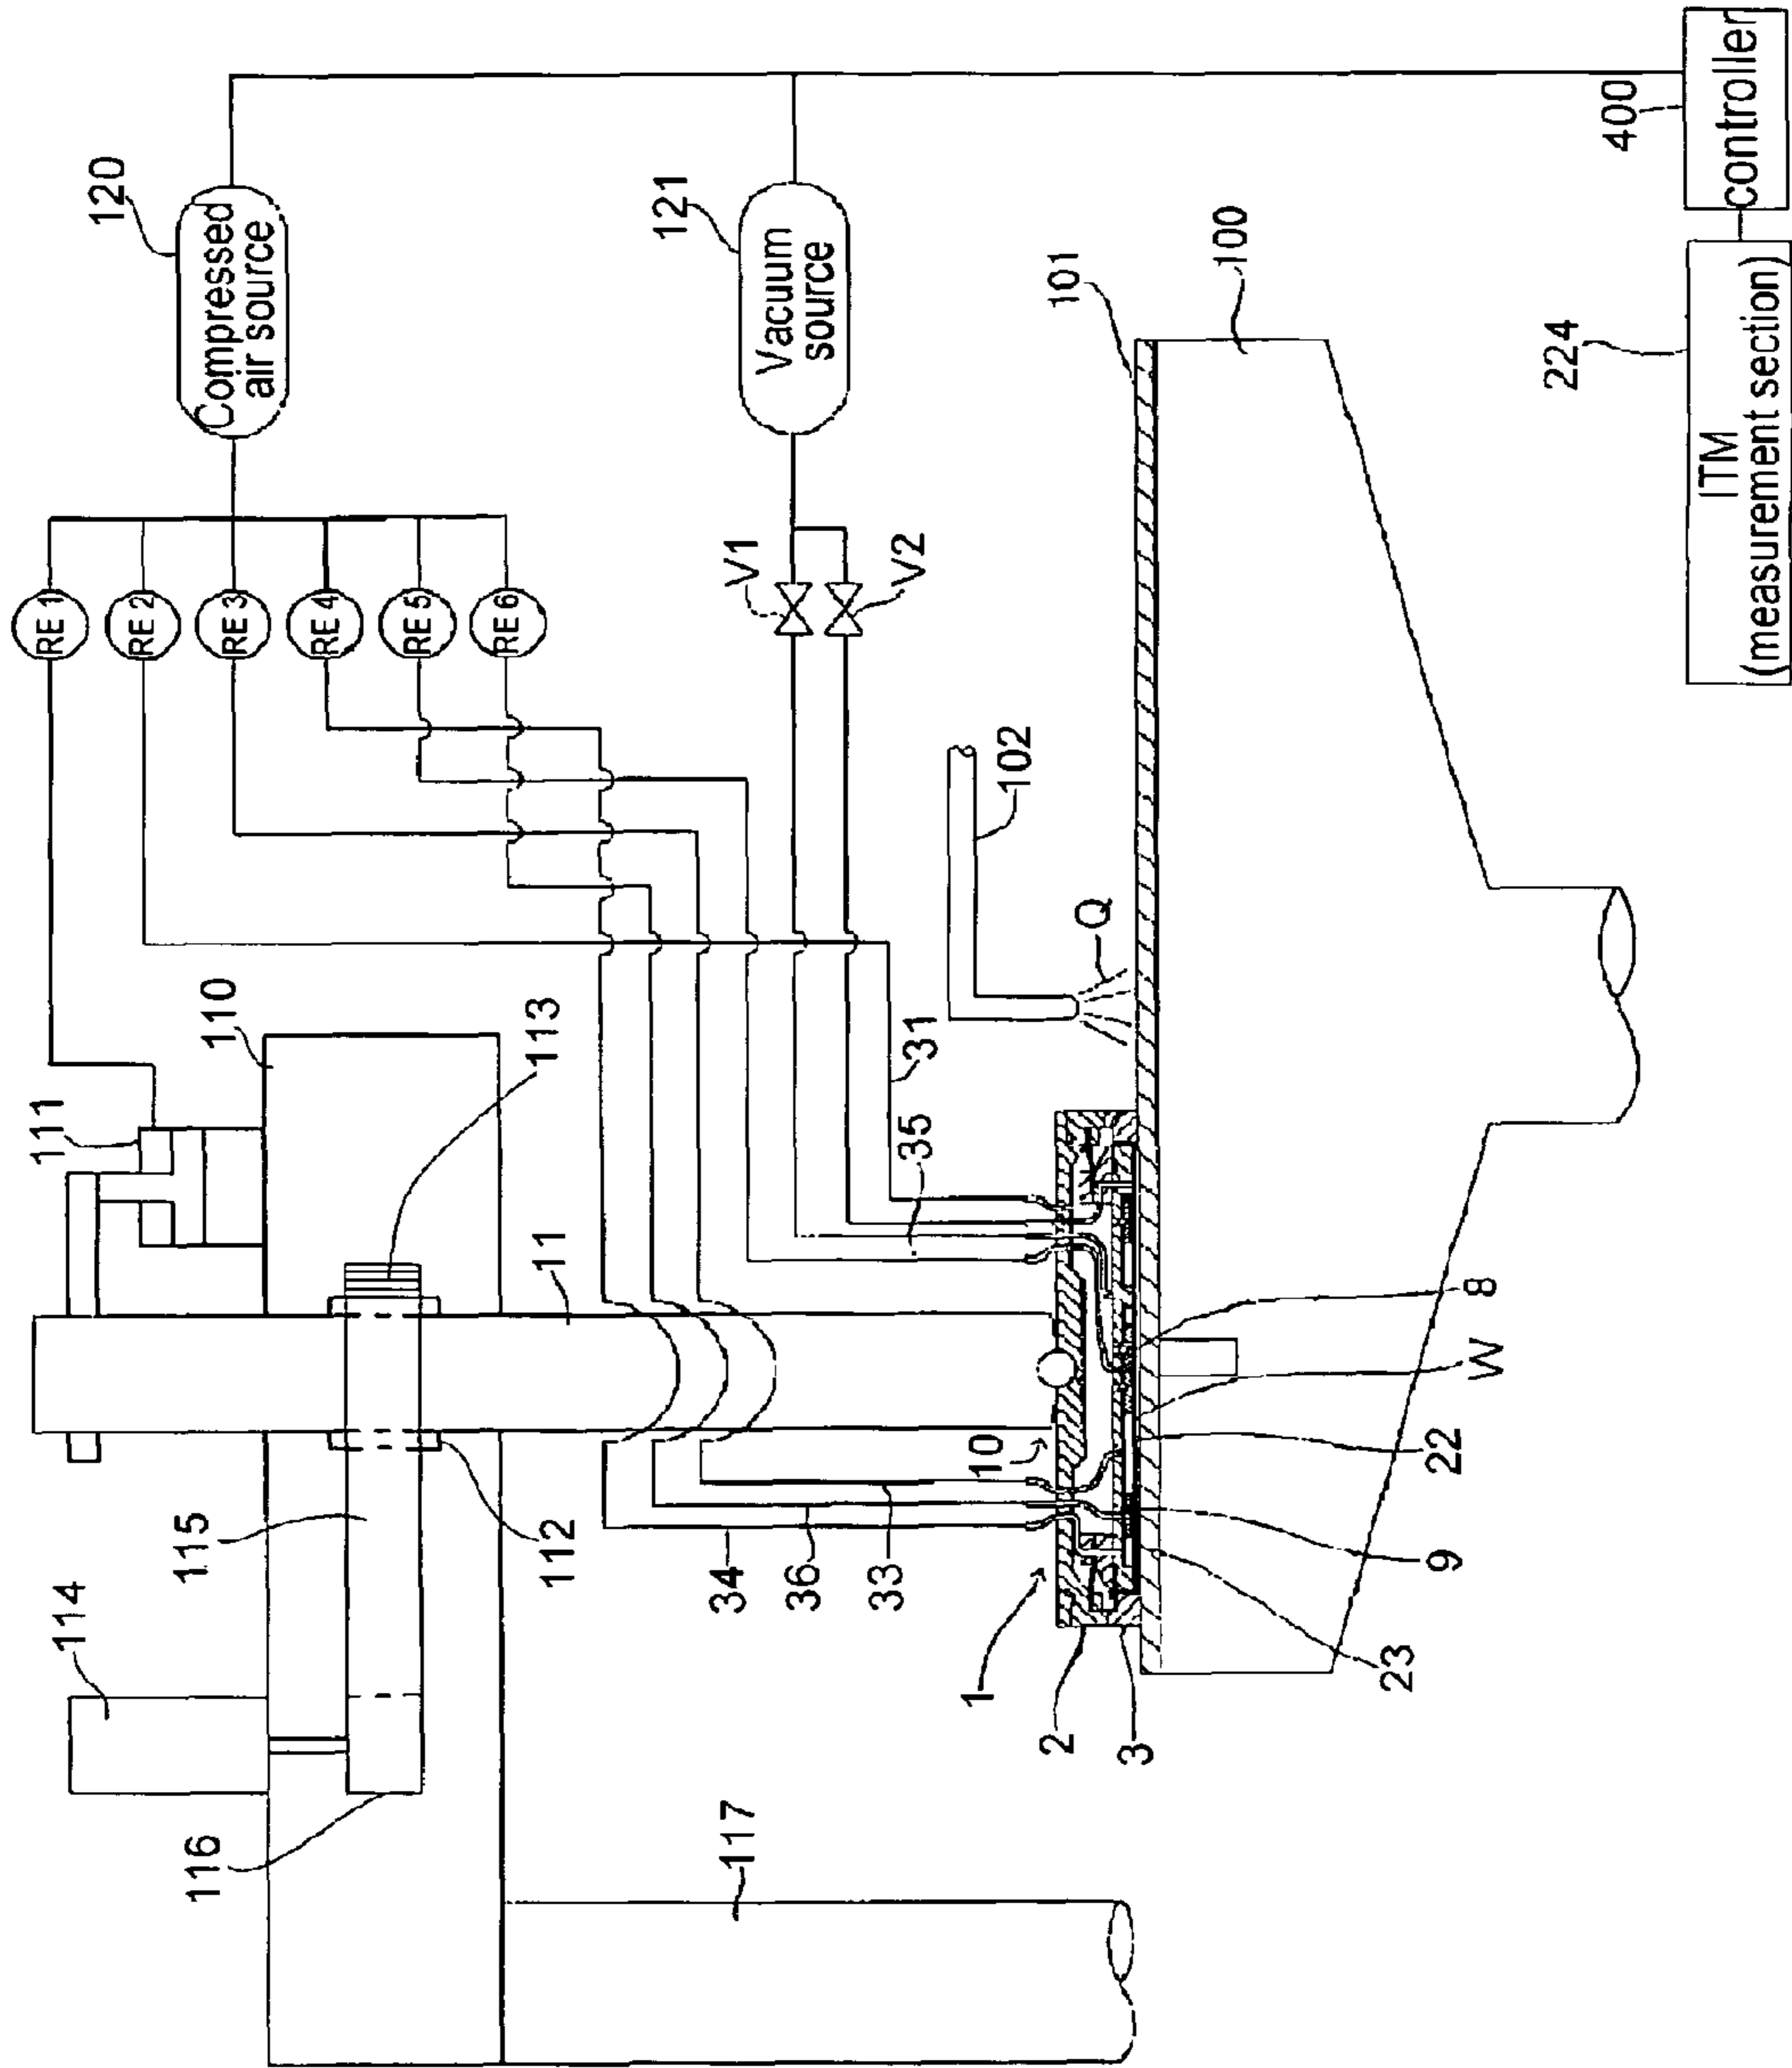 RE 1
RE 2
RE 3
RE 4
RE 5
RE 6
120
Compressed
air source
121
Vacuum
source
V1
V2
114
111
110
113
115
116
112
11
117
102
Q
101
100
34
36
33
35
31
10
1
2
3
23
9
22
W
8
400
controller
224
ITM
(measurement section)